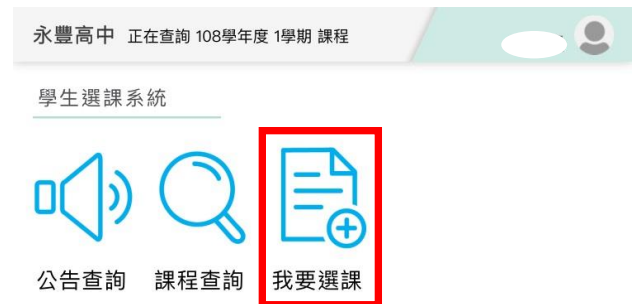 永豐高中 正在查詢 108學年度 1學期 課程
學生選課系統
公告查詢 課程查詢 我要選課